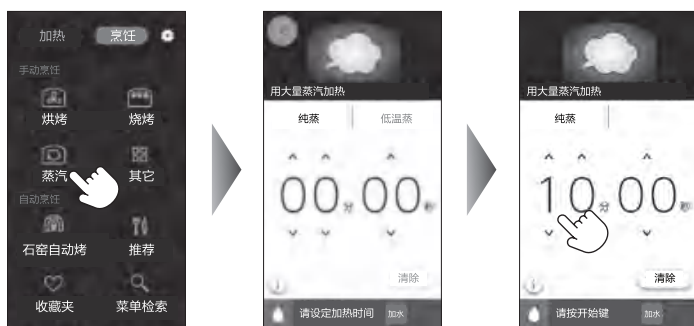 加热 烹饪
手动烹饪
烘烤 烧烤
蒸汽 其它
自动烹饪
石窑自动烤 推荐
收藏夹 菜单检索
用大量蒸汽加热
纯蒸 低温蒸
00分00秒
清除
请设定加热时间 加水
用大量蒸汽加热
纯蒸
10分00秒
清除
请按开始键 加水